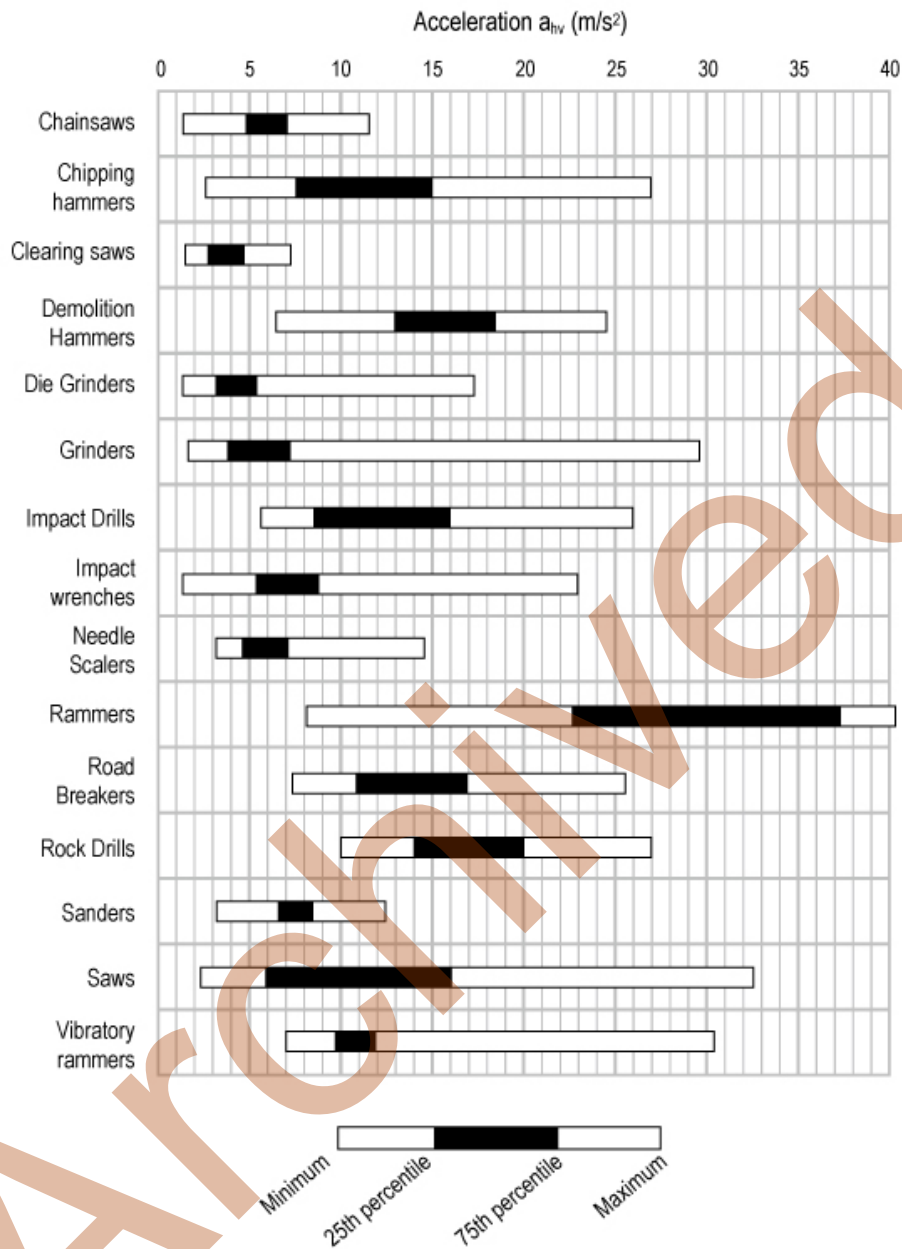 Acceleration aₕᵥ (m/s²)
0 5 10 15 20 25 30 35 40
Chainsaws
Chipping
hammers
Clearing saws
Demolition
Hammers
Die Grinders
Grinders
Impact Drills
Impact
wrenches
Needle
Scalers
Rammers
Road
Breakers
Rock Drills
Sanders
Saws
Vibratory
rammers
Minimum
25th percentile
75th percentile
Maximum
Archived